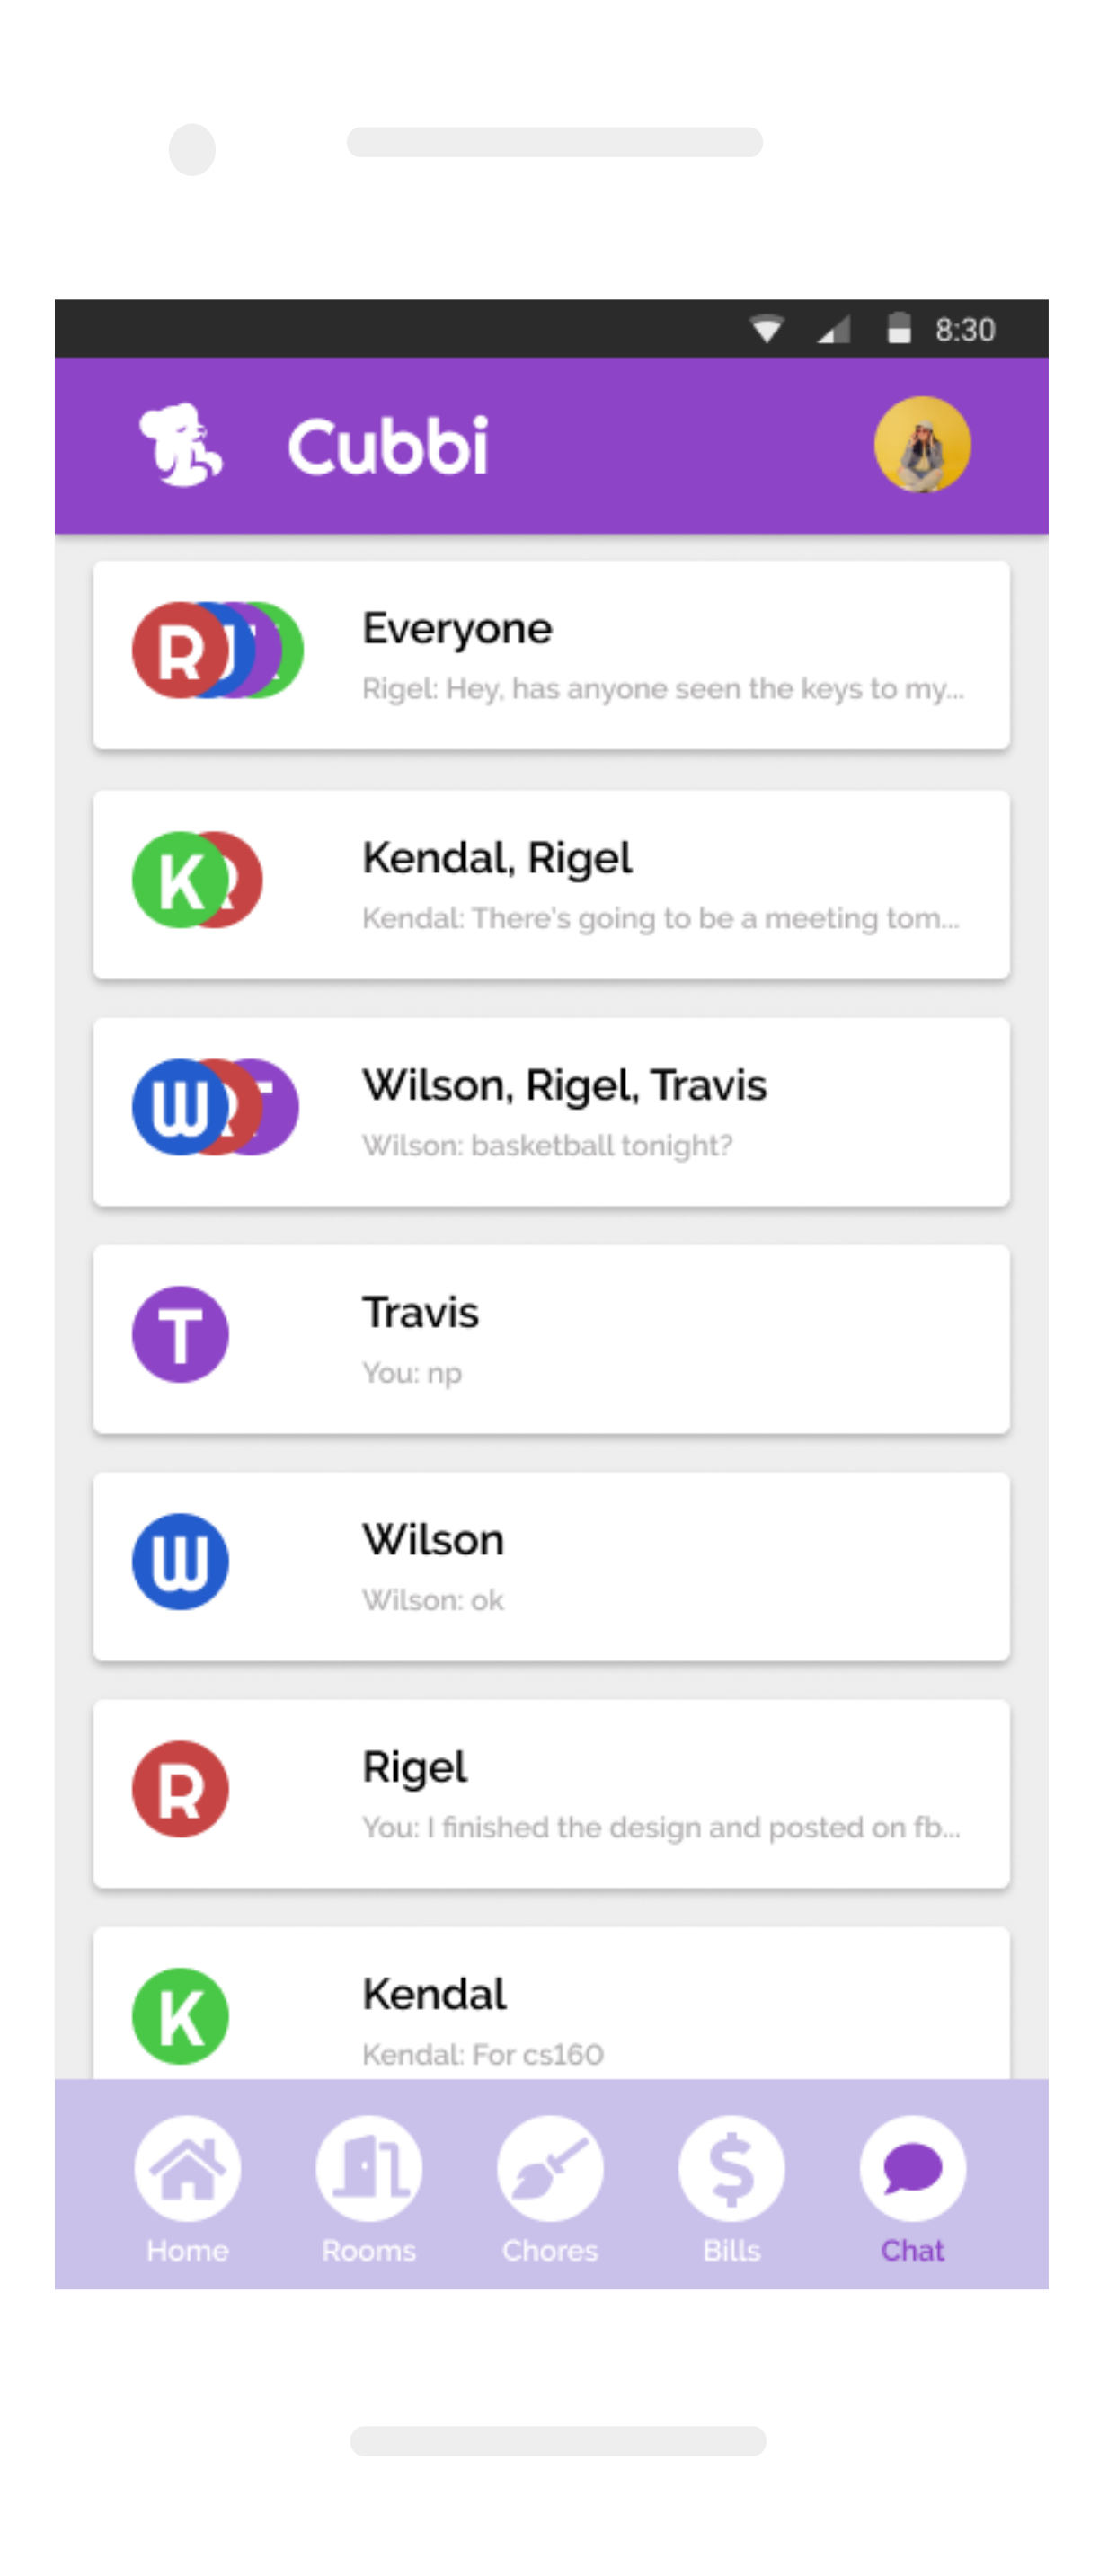 8:30
Cubbi
R
Everyone
Rigel: Hey, has anyone seen the keys to my...
K
Kendal, Rigel
Kendal: There's going to be a meeting tom...
W
Wilson, Rigel, Travis
Wilson: basketball tonight?
T
Travis
You: np
W
Wilson
Wilson: ok
R
Rigel
You: I finished the design and posted on fb...
K
Kendal
Kendal: For cs160
$
Home Rooms Chores Bills Chat